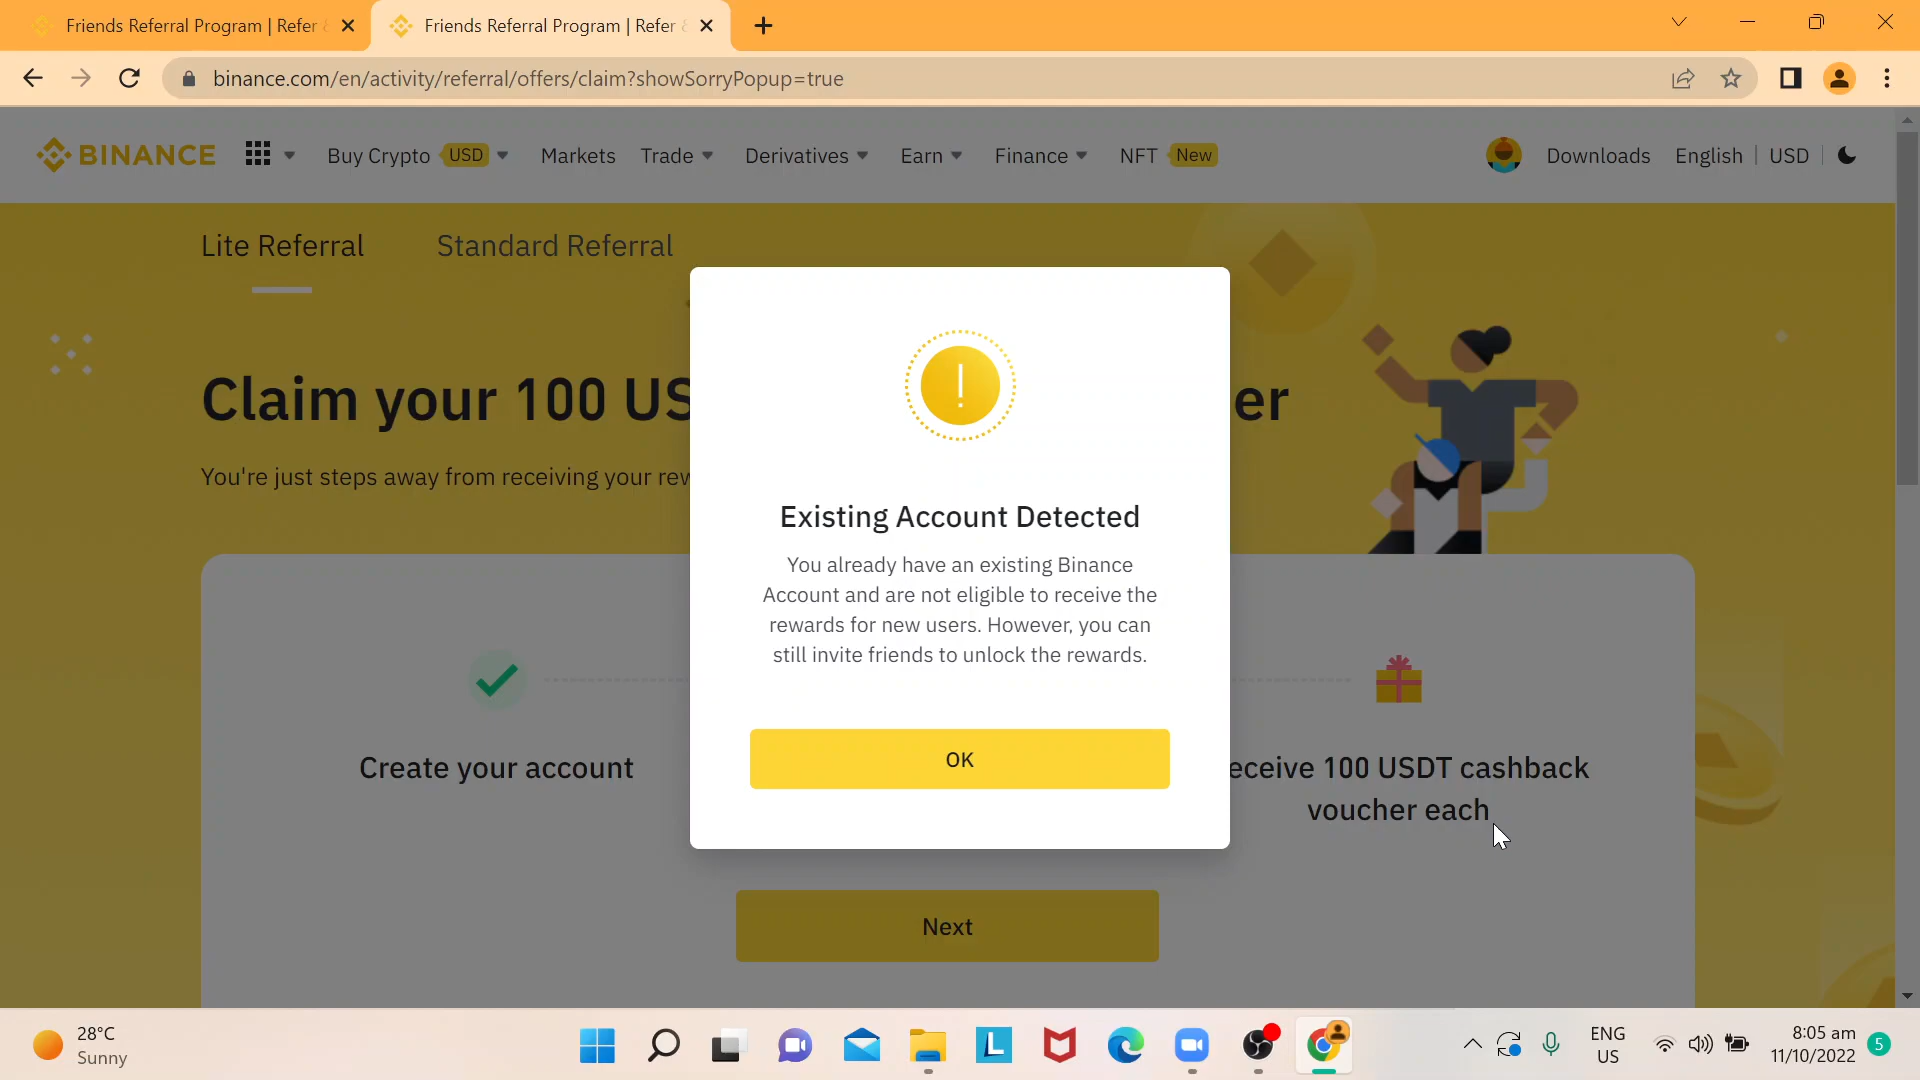 Friends Referral Program | Refer
Friends Referral Program | Refer
binance.com/en/activity/referral/offers/claim?showSorryPopup=true
BINANCE
Buy Crypto USD
Markets
Trade
Derivatives
Earn
Finance
NFT New
Downloads
English
USD
Lite Referral
Standard Referral
Claim your 100 US
er
You're just steps away from receiving your rew
Existing Account Detected
You already have an existing Binance
Account and are not eligible to receive the
rewards for new users. However, you can
still invite friends to unlock the rewards.
OK
Create your account
eceive 100 USDT cashback
voucher each
Next
28°C
Sunny
L
ENG
US
8:05 am
11/10/2022
5